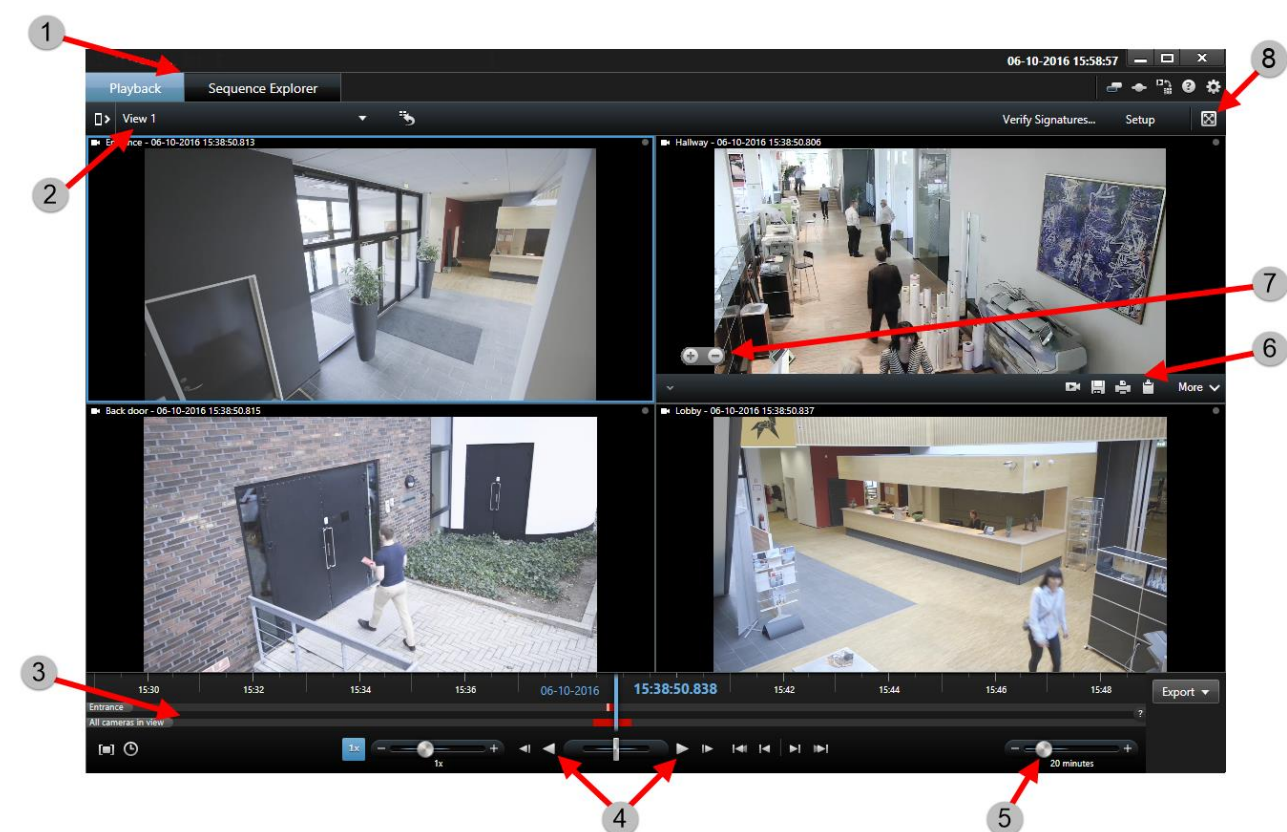 1
06-10-2016 15:58:57
8
Playback
Sequence Explorer
View 1
Verify Signatures...
Setup
2
Entrance - 06-10-2016 15:38:50.813
Hallway - 06-10-2016 15:38:50.806
7
6
More
Back door - 06-10-2016 15:38:50.815
Lobby - 06-10-2016 15:38:50.837
3
15:30
15:32
15:34
15:36
06-10-2016
15:38:50.838
15:42
15:44
15:46
15:48
Export
Entrance
All cameras in view
?
1x
1x
20 minutes
4
5